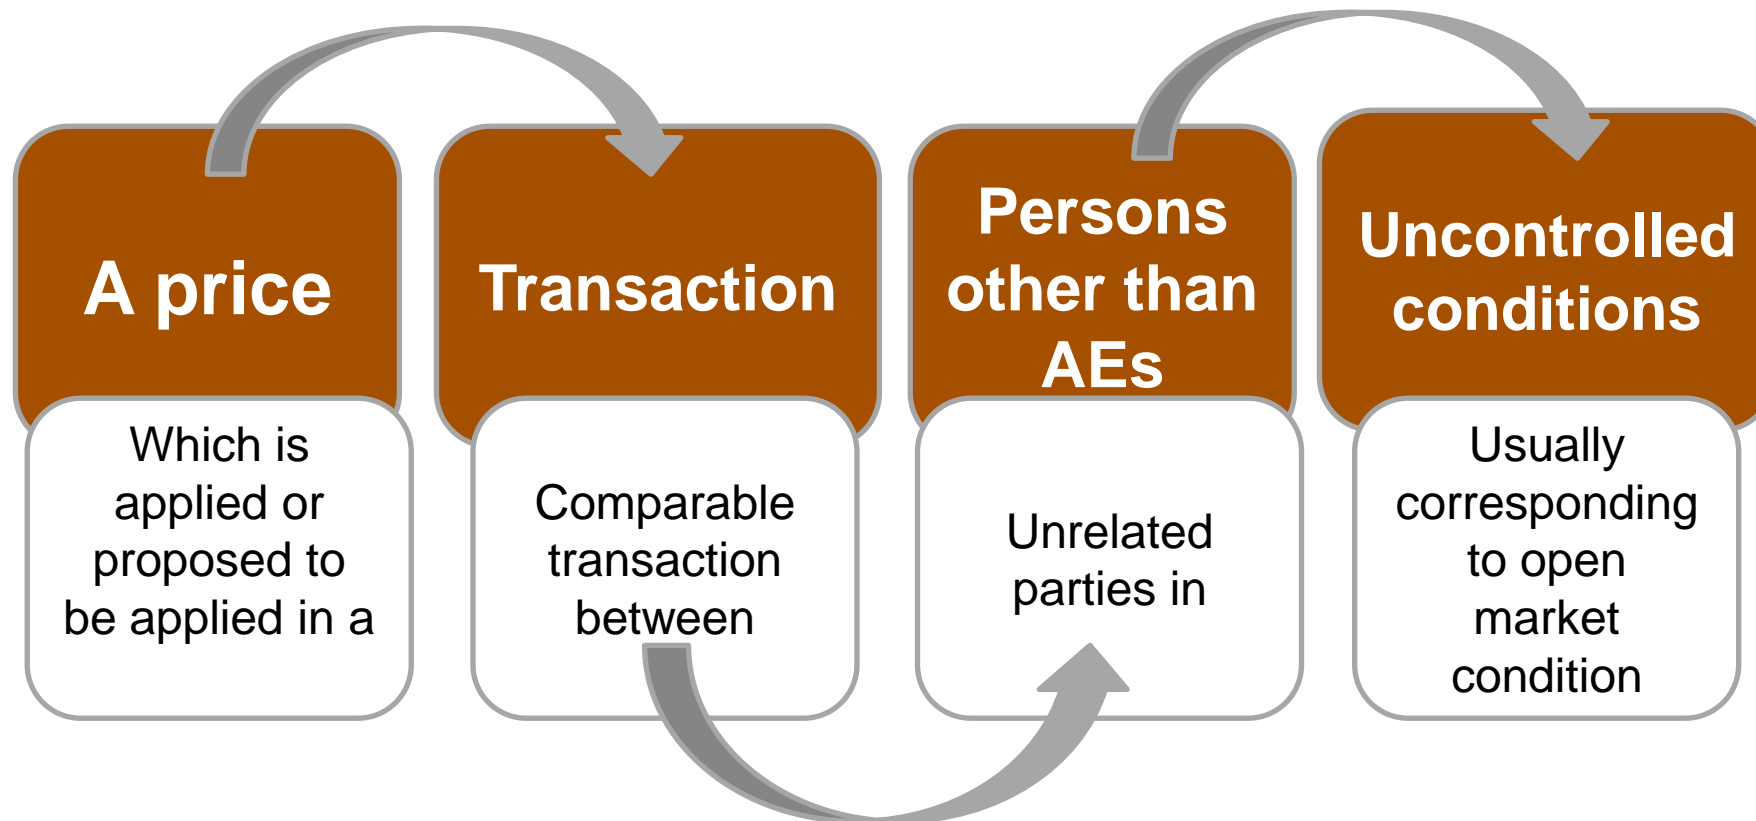 A price
Which is
applied or
proposed to
be applied in a
Transaction
Comparable
transaction
between
Persons
other than
AEs
Unrelated
parties in
Uncontrolled
conditions
Usually
corresponding
to open
market
condition